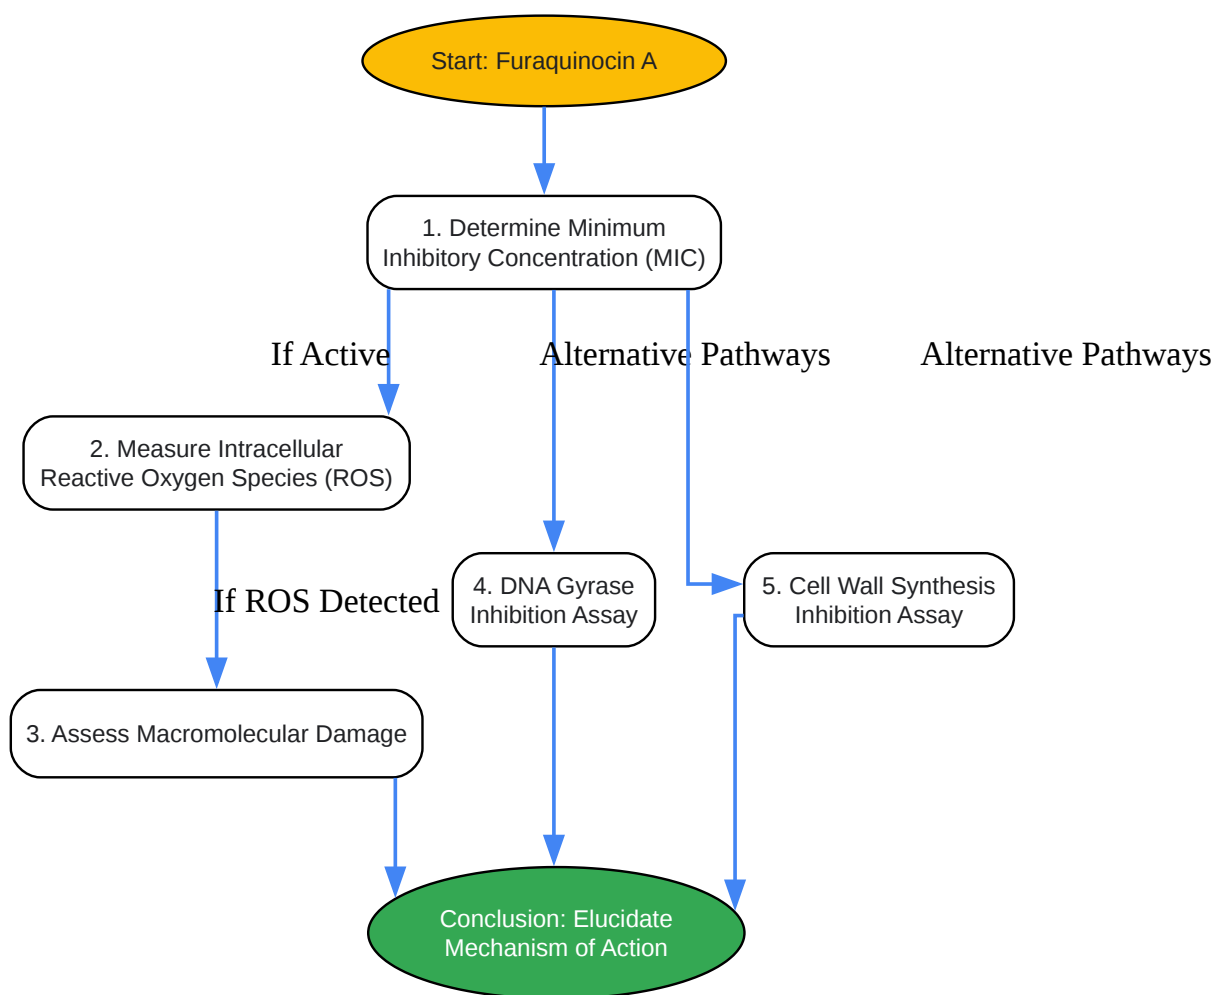 Start: Furaquinocin A
1. Determine Minimum
Inhibitory Concentration (MIC)
If Active
Alternative Pathways
Alternative Pathways
2. Measure Intracellular
Reactive Oxygen Species (ROS)
If ROS Detected
4. DNA Gyrase
Inhibition Assay
5. Cell Wall Synthesis
Inhibition Assay
3. Assess Macromolecular Damage
Conclusion: Elucidate
Mechanism of Action